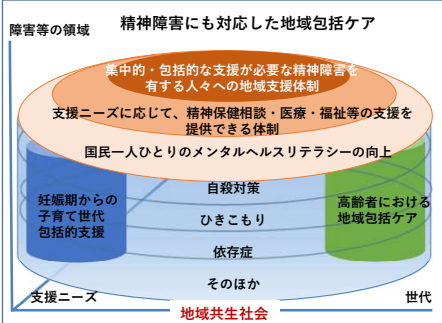 障害等の領域
精神障害にも対応した地域包括ケア
集中的・包括的な支援が必要な精神障害を
有する人々への地域支援体制
支援ニーズに応じて、精神保健相談・医療・福祉等の支援を
提供できる体制
国民一人ひとりのメンタルヘルスリテラシーの向上
妊娠期からの
子育て世代
包括的支援
自殺対策
ひきこもり
依存症
そのほか
高齢者における
地域包括ケア
支援ニーズ
世代
地域共生社会